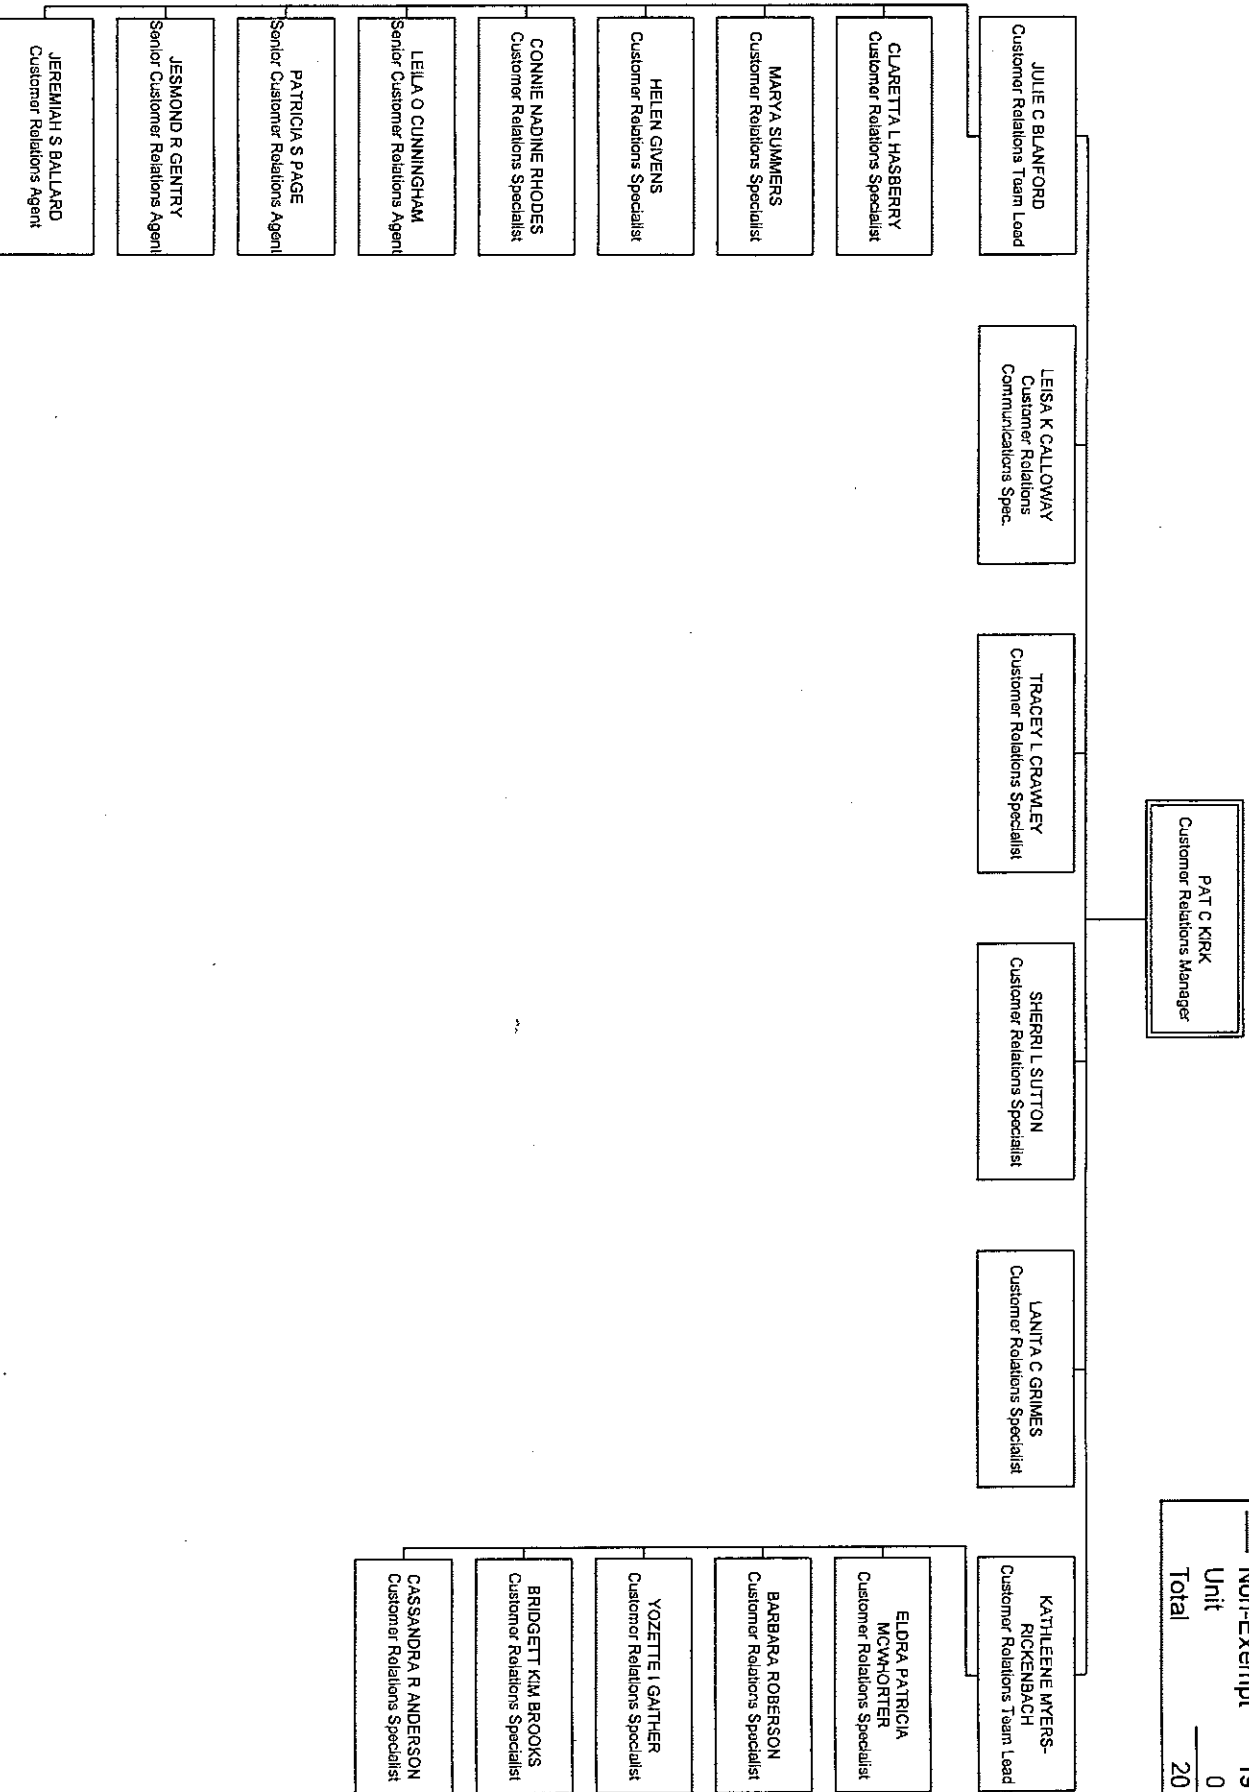 Non-Exempt
Unit 0
Total 20
PAT C KIRK
Customer Relations Manager
JULIE C BLANFORD
Customer Relations Team Lead
LEISA K CALLOWAY
Customer Relations
Communications Spec.
TRACEY L CRAWLEY
Customer Relations Specialist
SHERRI L SUTTON
Customer Relations Specialist
LANITA C GRIMES
Customer Relations Specialist
KATHLEENE MYERS-
RICKENBACH
Customer Relations Team Lead
CLARETTA L HASBERRY
Customer Relations Specialist
MARYA SUMMERS
Customer Relations Specialist
HELEN GIVENS
Customer Relations Specialist
CONNIE NADINE RHODES
Customer Relations Specialist
LEILA O CUNNINGHAM
Senior Customer Relations Agent
PATRICIA S PAGE
Senior Customer Relations Agent
JESMOND R GENTRY
Senior Customer Relations Agent
JEREMIAH S BALLARD
Customer Relations Agent
ELDRA PATRICIA
MCWHORTER
Customer Relations Specialist
BARBARA ROBERSON
Customer Relations Specialist
YOZETTE I GAITHER
Customer Relations Specialist
BRIDGETT KIM BROOKS
Customer Relations Specialist
CASSANDRA R ANDERSON
Customer Relations Specialist